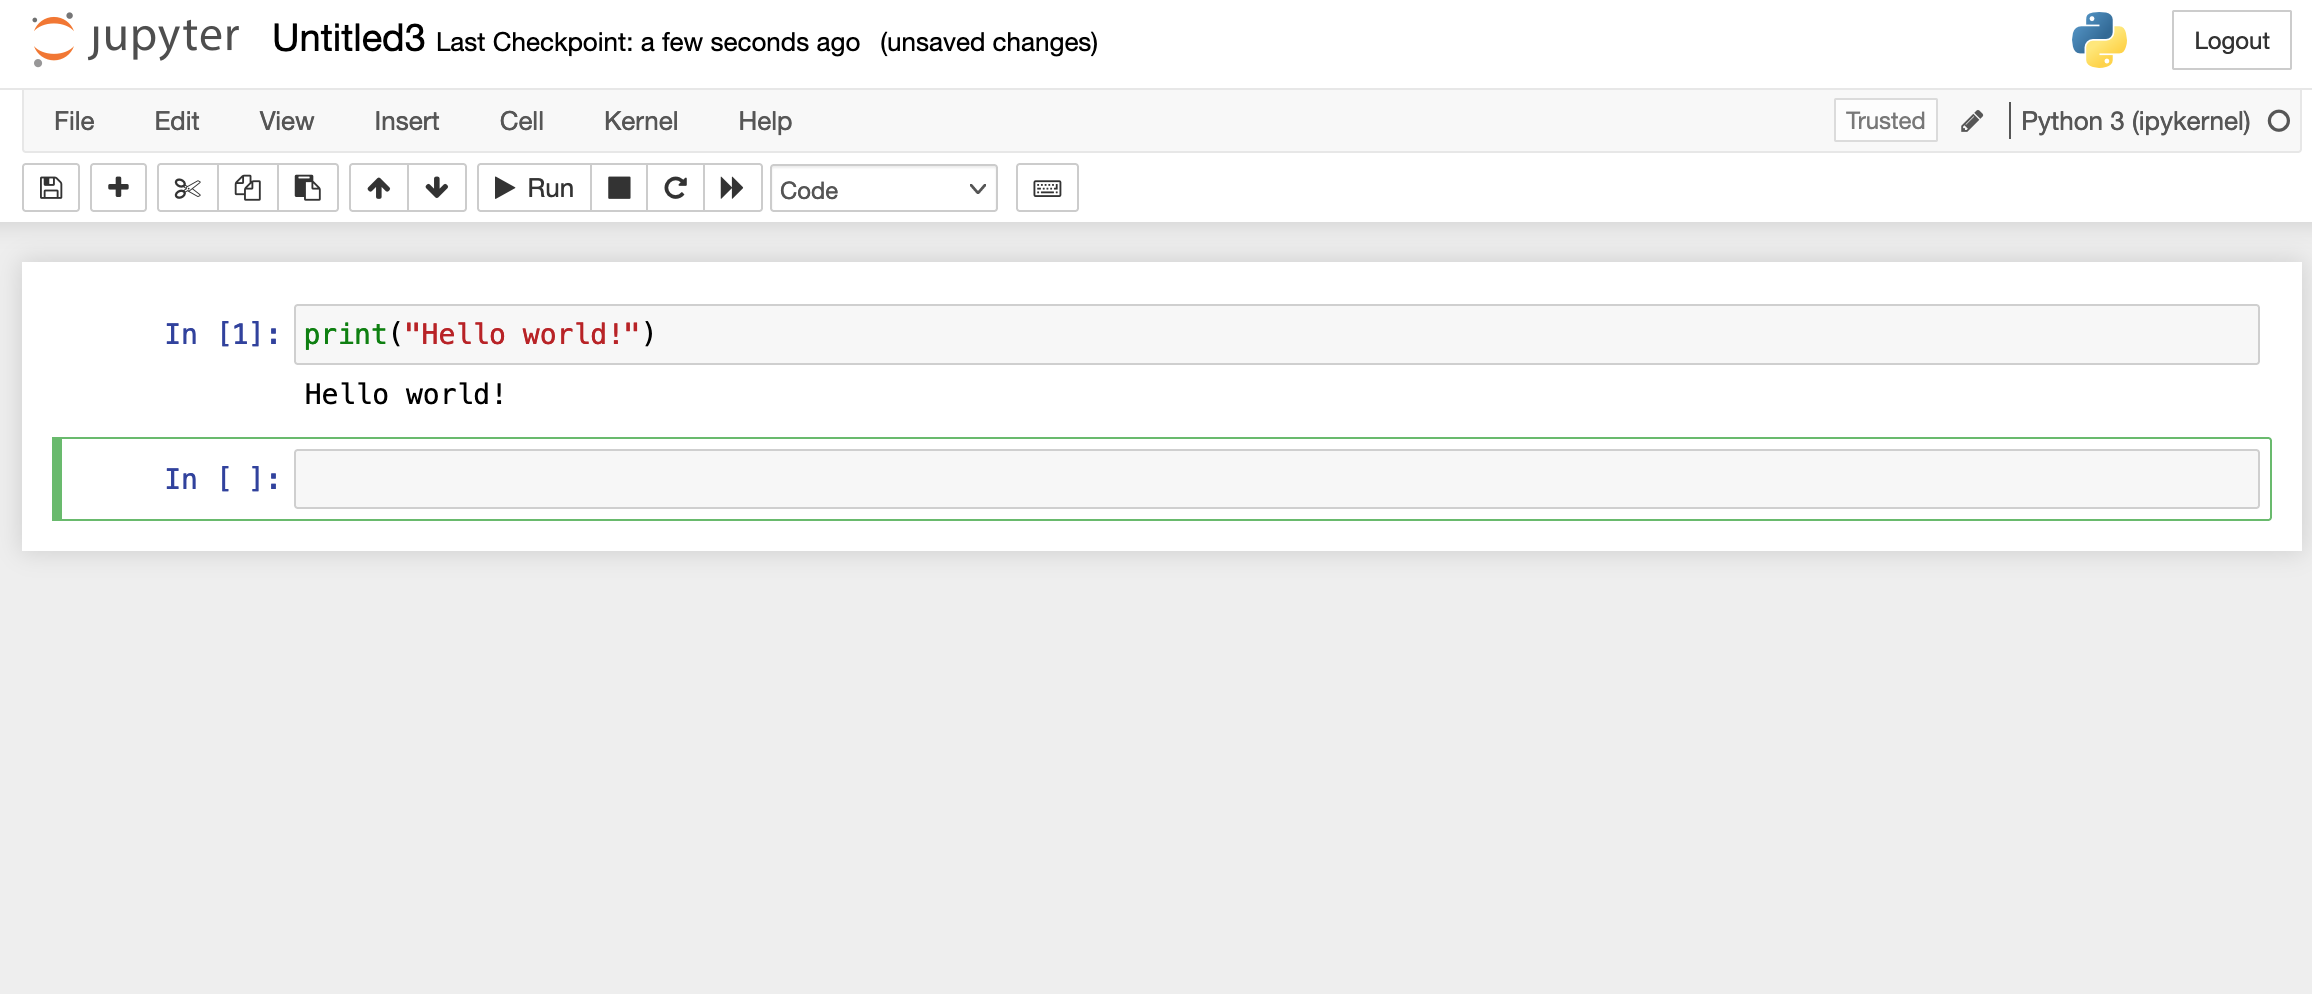 jupyter Untitled3 Last Checkpoint: a few seconds ago (unsaved changes) Logout
File Edit View Insert Cell Kernel Help Trusted Python 3 (ipykernel)
Run Code
In [1]: print("Hello world!")
Hello world!
In [ ]: